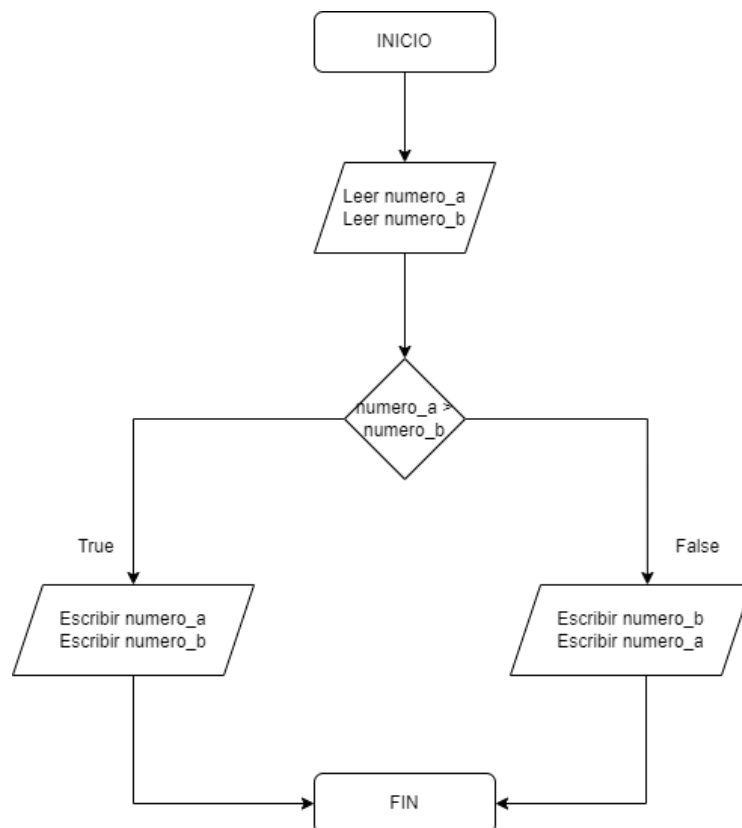 INICIO
Leer numero_a
Leer numero_b
numero_a >
numero_b
True
False
Escribir numero_a
Escribir numero_b
Escribir numero_b
Escribir numero_a
FIN